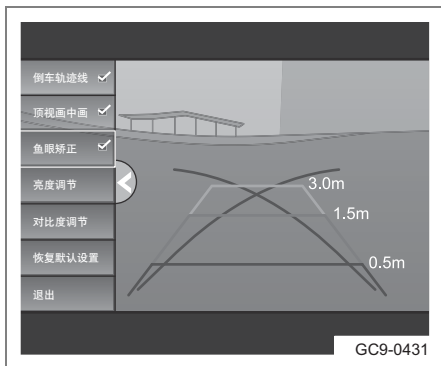 倒车轨迹线
顶视画中画
鱼眼矫正
亮度调节
对比度调节
恢复默认设置
退出
3.0m
1.5m
0.5m
GC9-0431